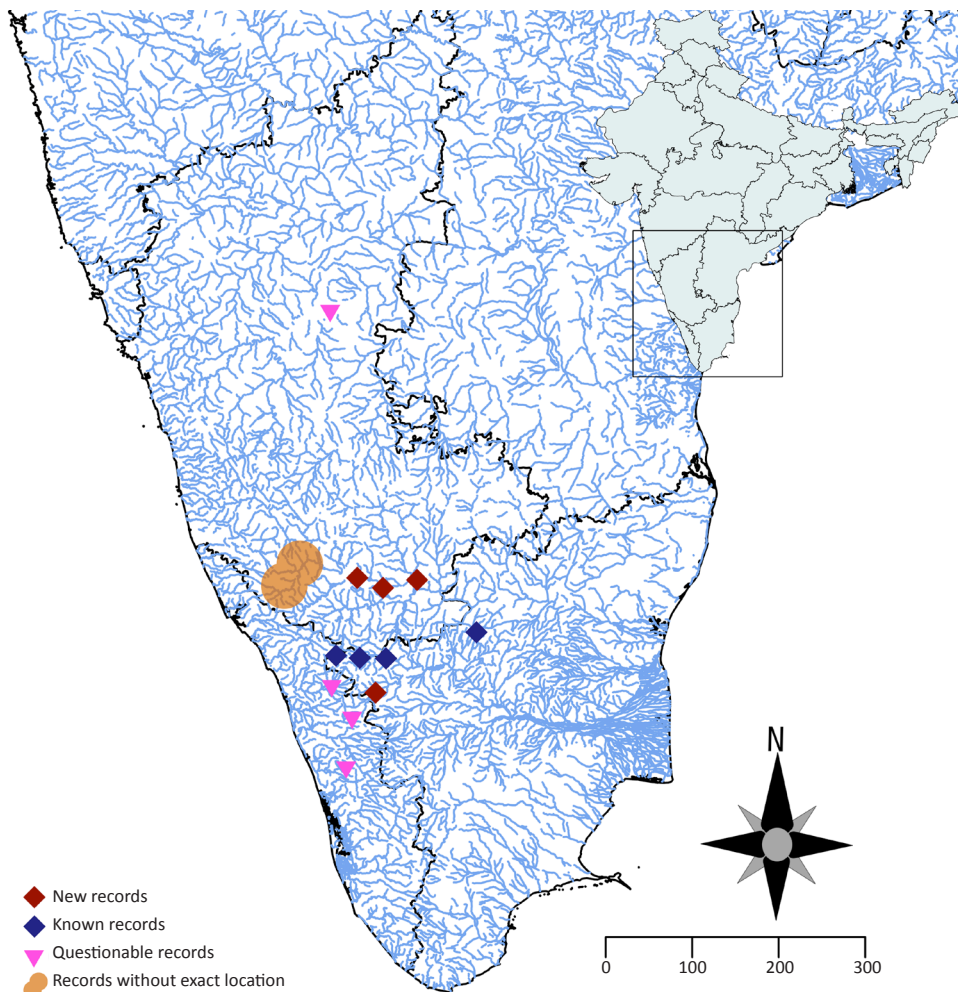 N
New records
Known records
Questionable records
Records without exact location
0 100 200 300